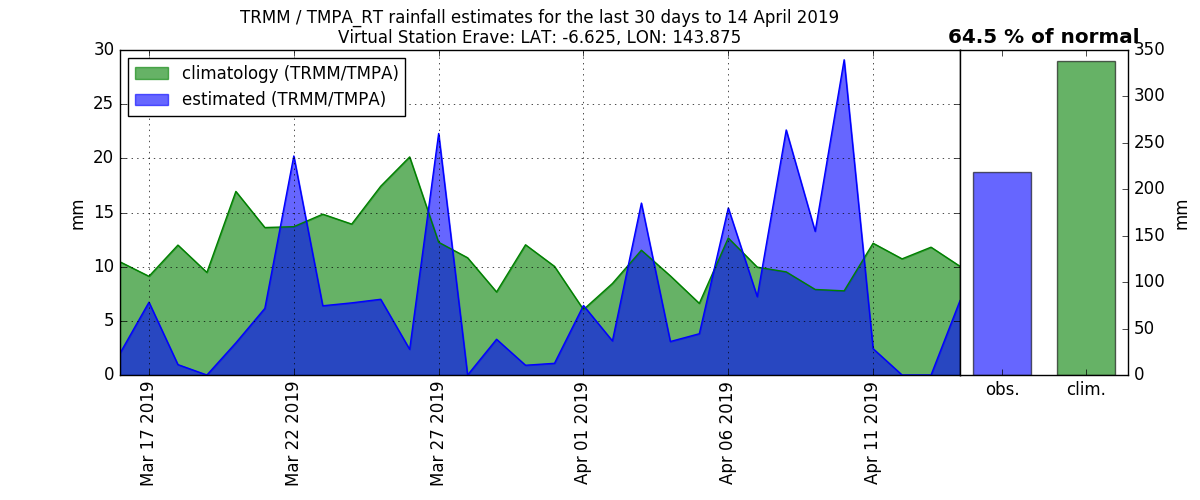 TRMM / TMPA_RT rainfall estimates for the last 30 days to 14 April 2019
Virtual Station Erave: LAT: -6.625, LON: 143.875
64.5 % of normal
climatology (TRMM/TMPA)
estimated (TRMM/TMPA)
mm
30
25
20
15
10
5
0
Mar 17 2019
Mar 22 2019
Mar 27 2019
Apr 01 2019
Apr 06 2019
Apr 11 2019
obs.
clim.
350
300
250
200
150
100
50
0
mm